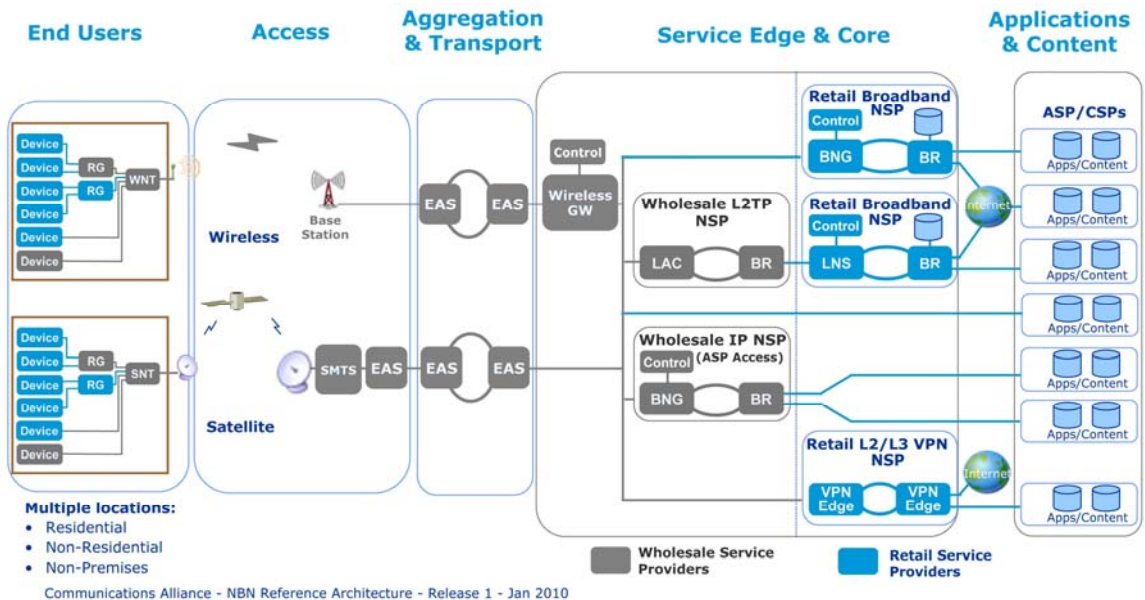 End Users
Access
Aggregation
& Transport
Service Edge & Core
Applications
& Content
Device
Device
Device
Device
Device
Device
RG
RG
WNT
Wireless
Base
Station
EAS
EAS
Control
Wireless
GW
Retail Broadband
NSP
Control
BNG
BR
Wholesale L2TP
NSP
LAC
BR
Retail Broadband
NSP
Control
LNS
BR
Internet
ASP/CSPs
Apps/Content
Apps/Content
Apps/Content
Apps/Content
Device
Device
Device
Device
Device
Device
RG
RG
SNT
Satellite
SMTS
EAS
EAS
EAS
Wholesale IP NSP
(ASP Access)
Control
BNG
BR
Retail L2/L3 VPN
NSP
VPN
Edge
VPN
Edge
Internet
Apps/Content
Apps/Content
Apps/Content
Multiple locations:
• Residential
• Non-Residential
• Non-Premises
Wholesale Service
Providers
Retail Service
Providers
Communications Alliance - NBN Reference Architecture - Release 1 - Jan 2010